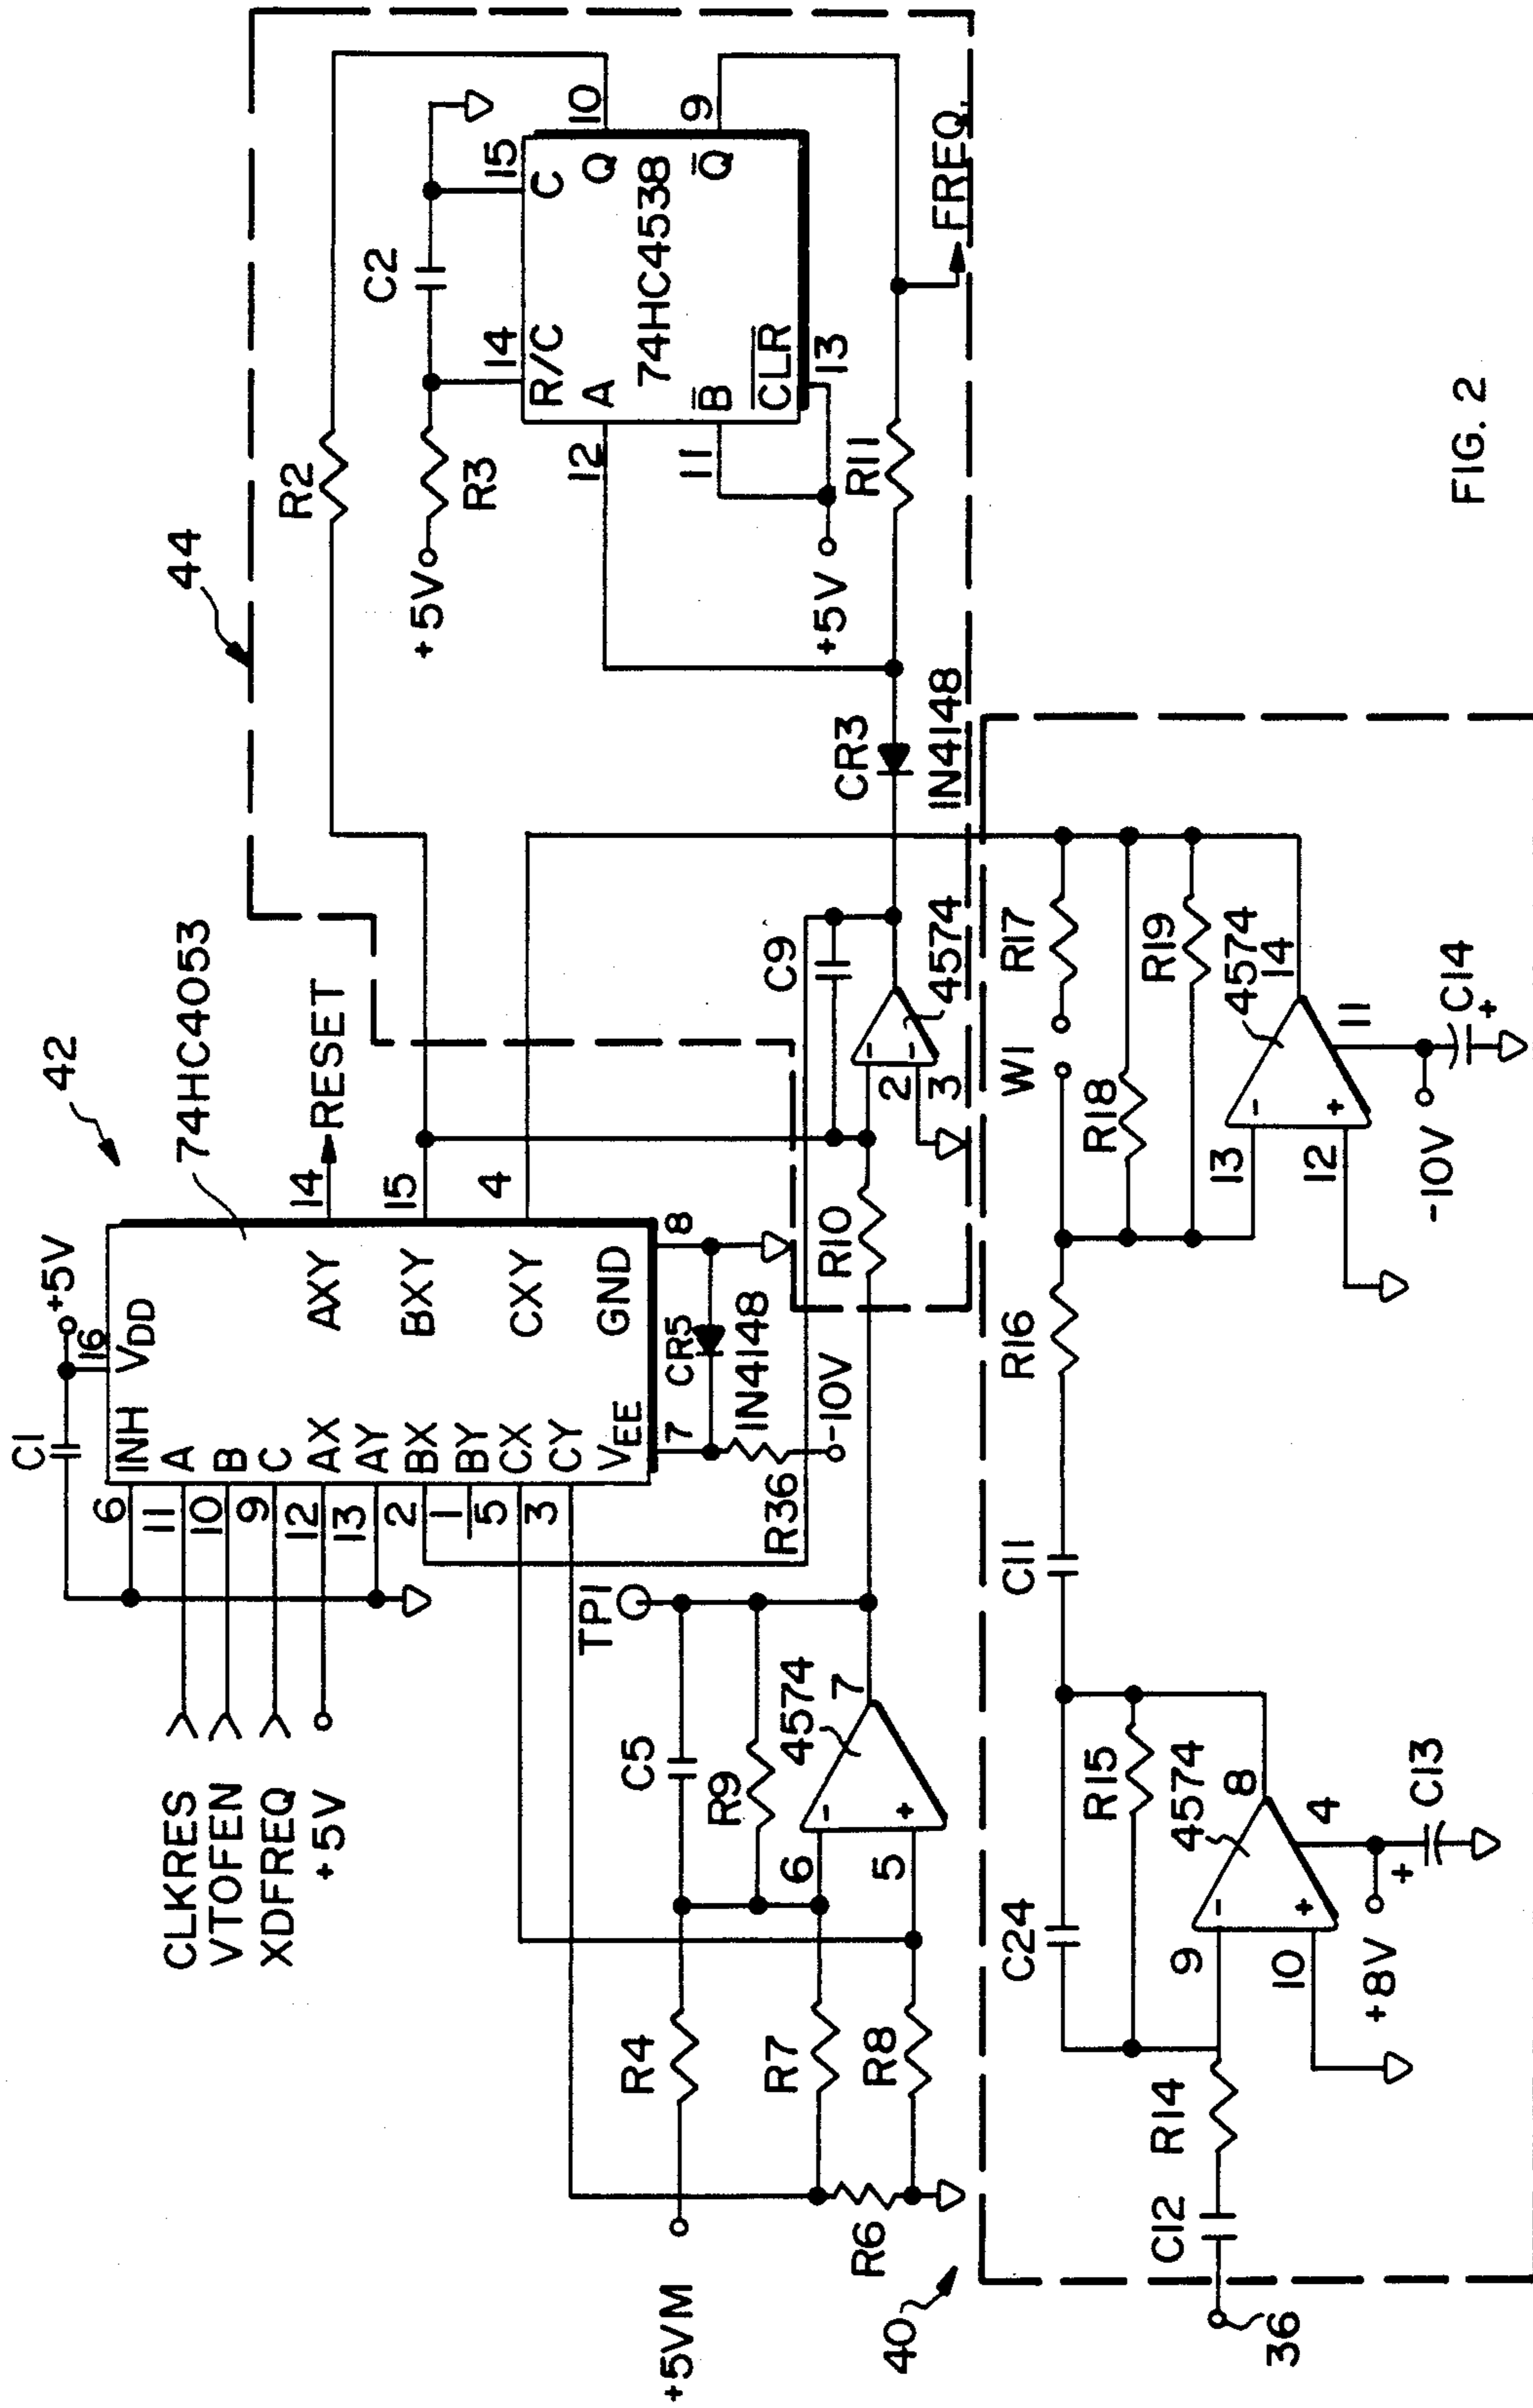 42
74HC4053
44
C1
+5V
16
6 INH VDD
11 A
10 B
9 C
12 AX AXY 14 RESET
13 AY
2 BX BXY 15
1 BY
5 CX CXY 4
3 CY
VEE GND
7 8
CR5
IN4148
R36
-10V
CLKRES
VTOFEN
XDFREQ
+5V
R2
C2
+5V
R3
14 15
R/C C
12 A Q 10
74HC4538
11 B Q 9
CLR
13
+5V
R11
FREQ.
CR3
IN4148
C9
2 -
3 -
4574
R10
TP1
C5
R9
4574
6 -
5 +
7
+5VM
R4
R7
R8
R6
40
36
C12
R14
C24
R15
4574
9 -
10 +
8
4
+8V
+
C13
C11
R16
W1
R17
R18
R19
4574
13 -
12 +
14
11
-10V
C14
+
FIG. 2